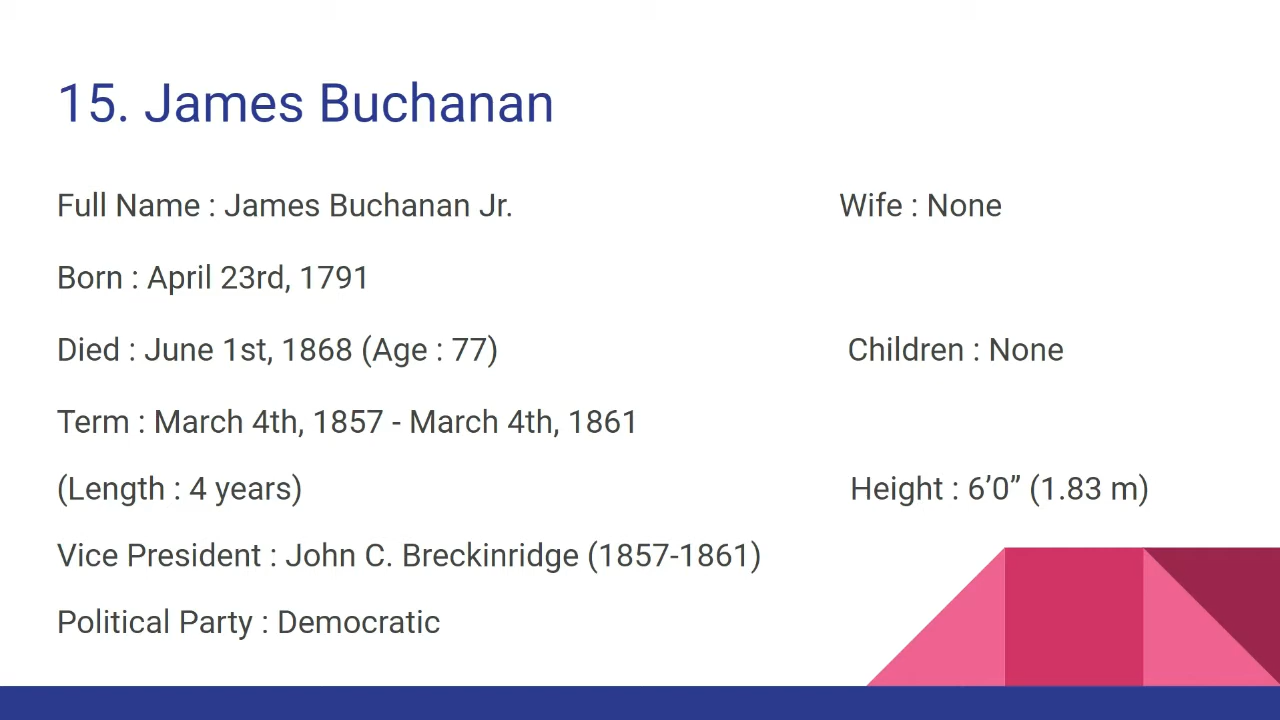 15. James Buchanan
Full Name : James Buchanan Jr.
Wife : None
Born : April 23rd, 1791
Died : June 1st, 1868 (Age : 77)
Children : None
Term : March 4th, 1857 - March 4th, 1861
(Length : 4 years)
Height : 6’0” (1.83 m)
Vice President : John C. Breckinridge (1857-1861)
Political Party : Democratic